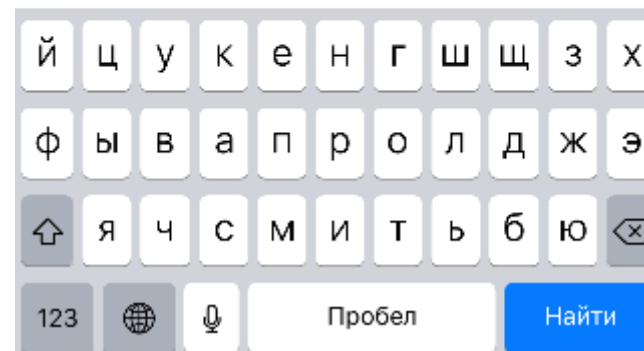 й ц у к е н г ш щ з х
ф ы в а п р о л д ж э
я ч с м и т ь б ю
123 Пробел Найти